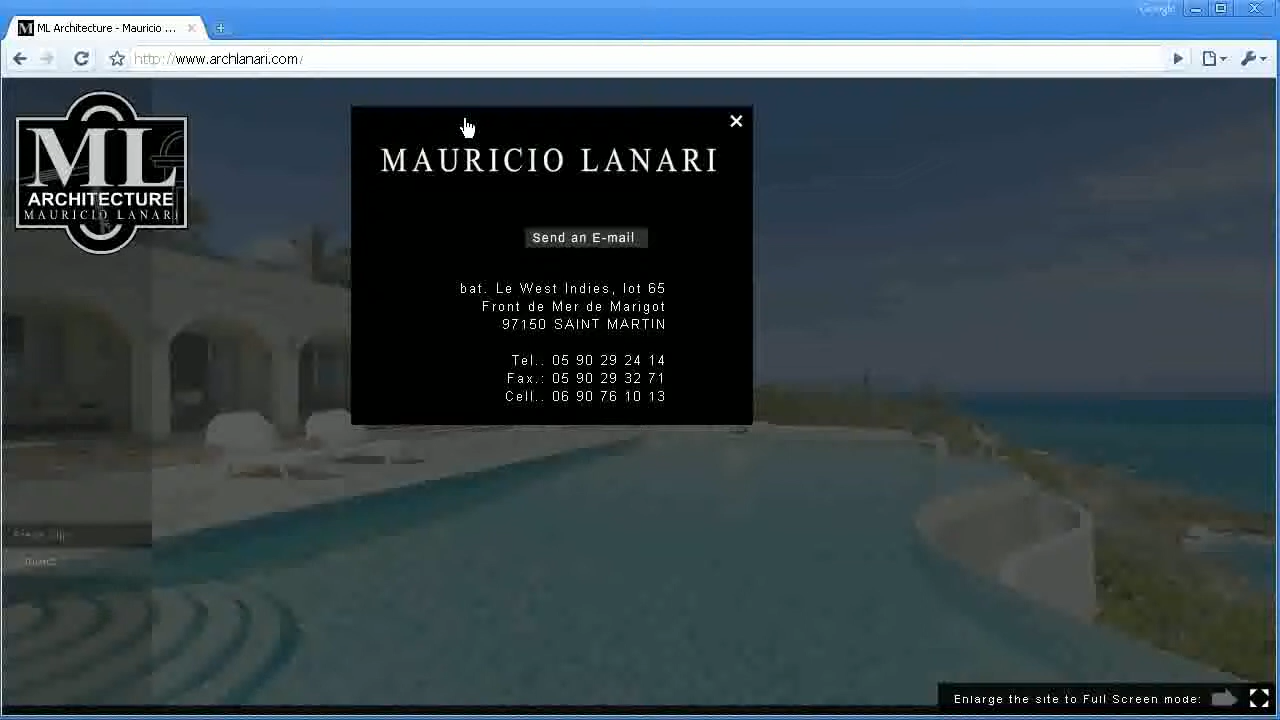 Google
ML Architecture - Mauricio ...
http://www.archlanari.com/
ML
ARCHITECTURE
MAURICIO LANARI
MAURICIO LANARI
Send an E-mail
bat. Le West Indies, lot 65
Front de Mer de Marigot
97150 SAINT MARTIN
Tel.: 05 90 29 24 14
Fax.: 05 90 29 32 71
Cell.: 06 90 76 10 13
Enlarge the site to Full Screen mode: